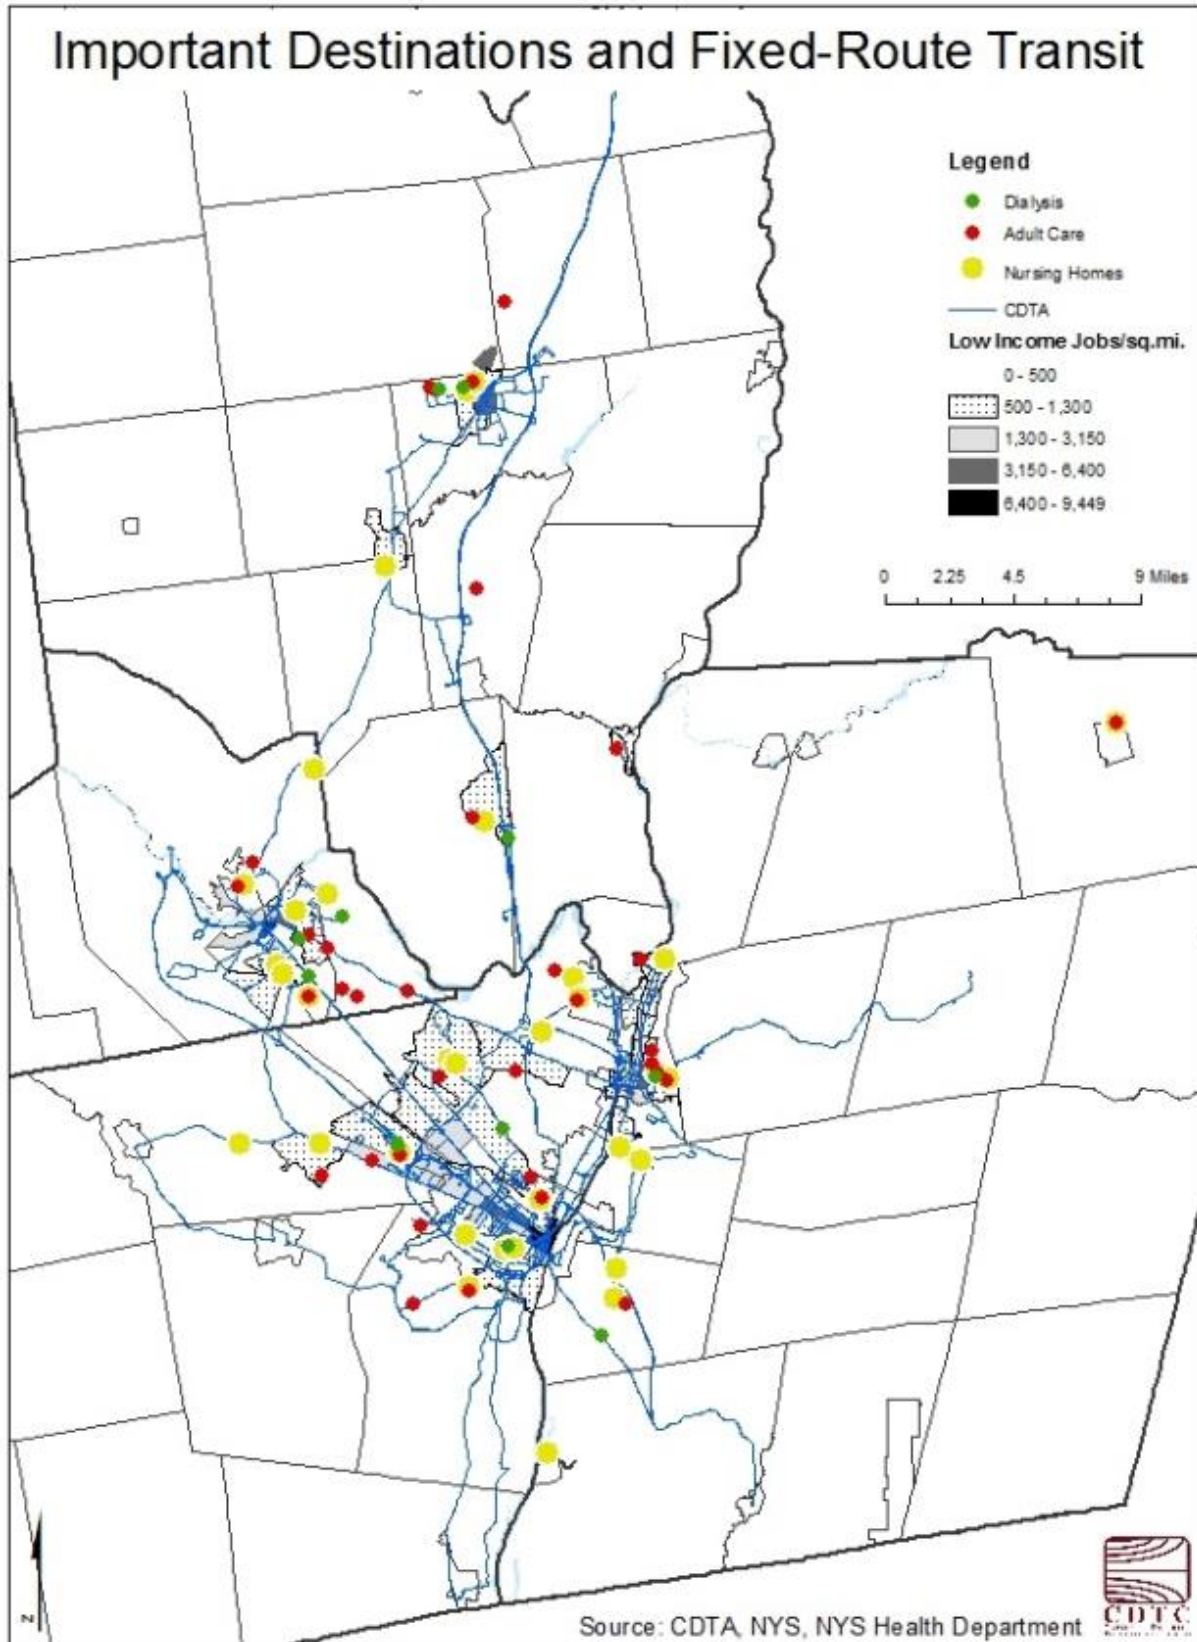 Important Destinations and Fixed-Route Transit
Legend
Dialysis
Adult Care
Nursing Homes
CDTA
Low Income Jobs/sq.mi.
0 - 500
500 - 1,300
1,300 - 3,150
3,150 - 6,400
6,400 - 9,449
0 2.25 4.5 9 Miles
N
Source: CDTA, NYS, NYS Health Department
CDTC